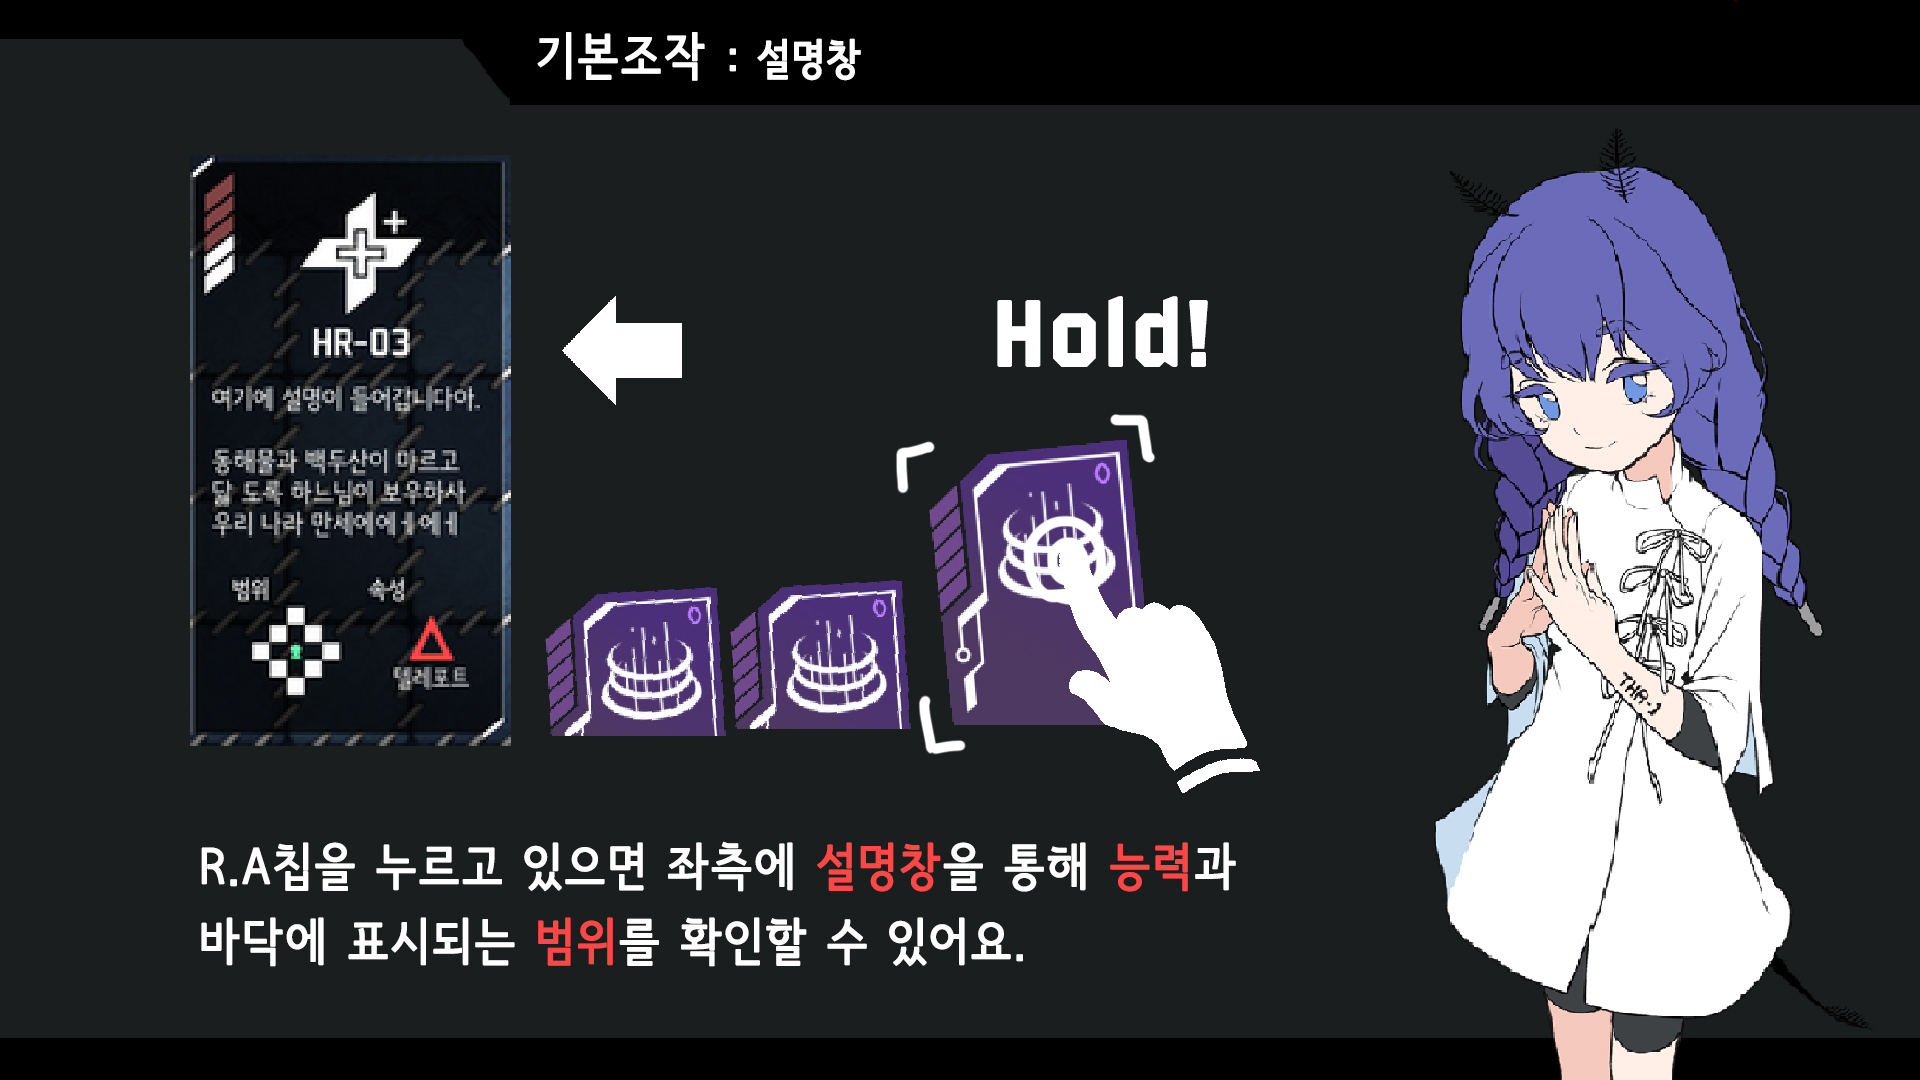 기본조작 : 설명창
HR-03
여기에 설명이 들어갑니다아.
동해물과 백두산이 마르고
닳 도록 하느님이 보우하사
우리 나라 만세에에ㅔ에ㅔ
범위 속성
텔레포트
Hold!
THR
R.A칩을 누르고 있으면 좌측에 설명창을 통해 능력과
바닥에 표시되는 범위를 확인할 수 있어요.